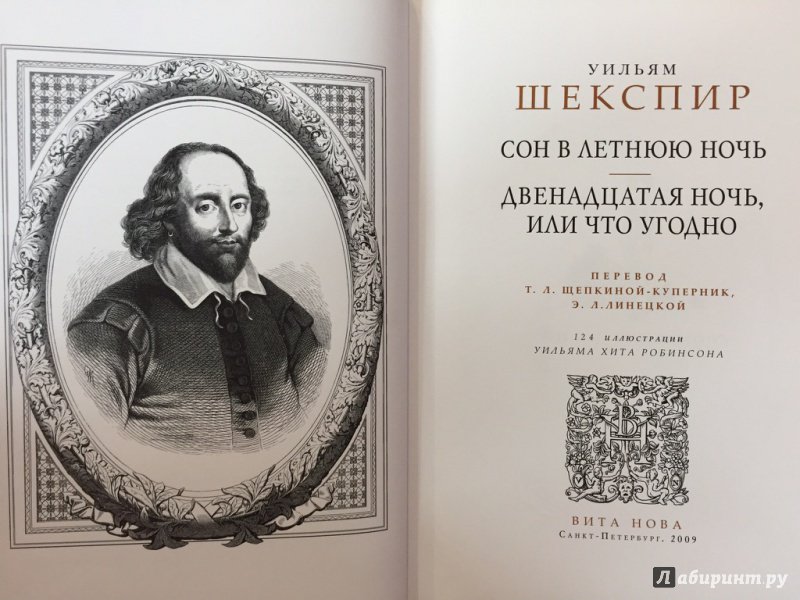 УИЛЬЯМ
ШЕКСПИР
СОН В ЛЕТНЮЮ НОЧЬ
ДВЕНАДЦАТАЯ НОЧЬ,
ИЛИ ЧТО УГОДНО
ПЕРЕВОД
Т. Л. ЩЕПКИНОЙ-КУПЕРНИК,
Э. Л.ЛИНЕЦКОЙ
124 ИЛЛЮСТРАЦИИ
УИЛЬЯМА ХИТА РОБИНСОНА
ВИТА НОВА
САНКТ-ПЕТЕРБУРГ, 2009
Лабиринт.ру